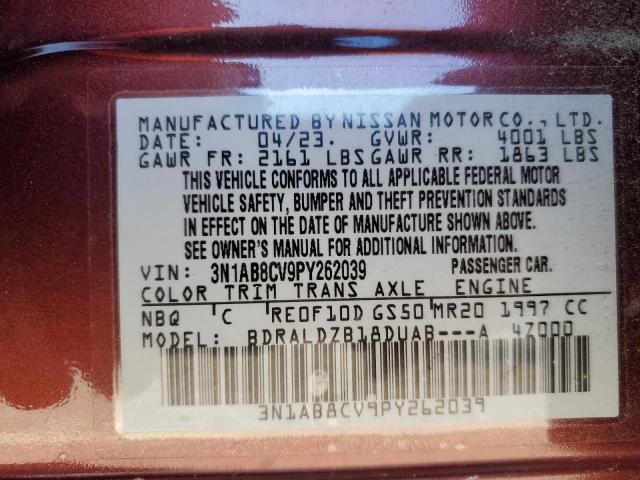 MANUFACTURED BY NISSAN MOTOR CO., LTD.
DATE: 04/23. GVWR: 4001 LBS
GAWR FR: 2161 LBS GAWR RR: 1863 LBS
THIS VEHICLE CONFORMS TO ALL APPLICABLE FEDERAL MOTOR
VEHICLE SAFETY, BUMPER AND THEFT PREVENTION STANDARDS
IN EFFECT ON THE DATE OF MANUFACTURE SHOWN ABOVE.
SEE OWNER'S MANUAL FOR ADDITIONAL INFORMATION.
VIN: 3N1AB8CV9PY262039 PASSENGER CAR.
COLOR TRIM TRANS AXLE ENGINE
NBQ C RE0F10D GS50 MR20 1997 CC
MODEL: BDRALDZB18DUAB---A 4Z000
3N1AB8CV9PY262039